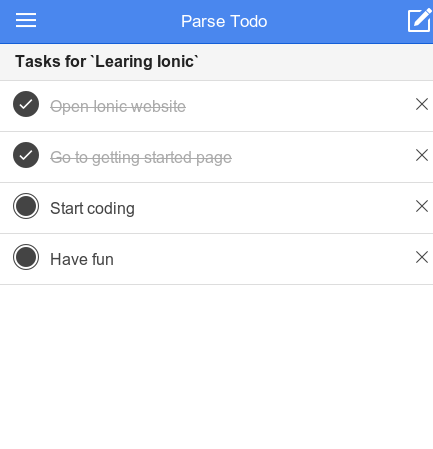 Parse Todo
Tasks for `Learing Ionic`
Open Ionic website
Go to getting started page
Start coding
Have fun